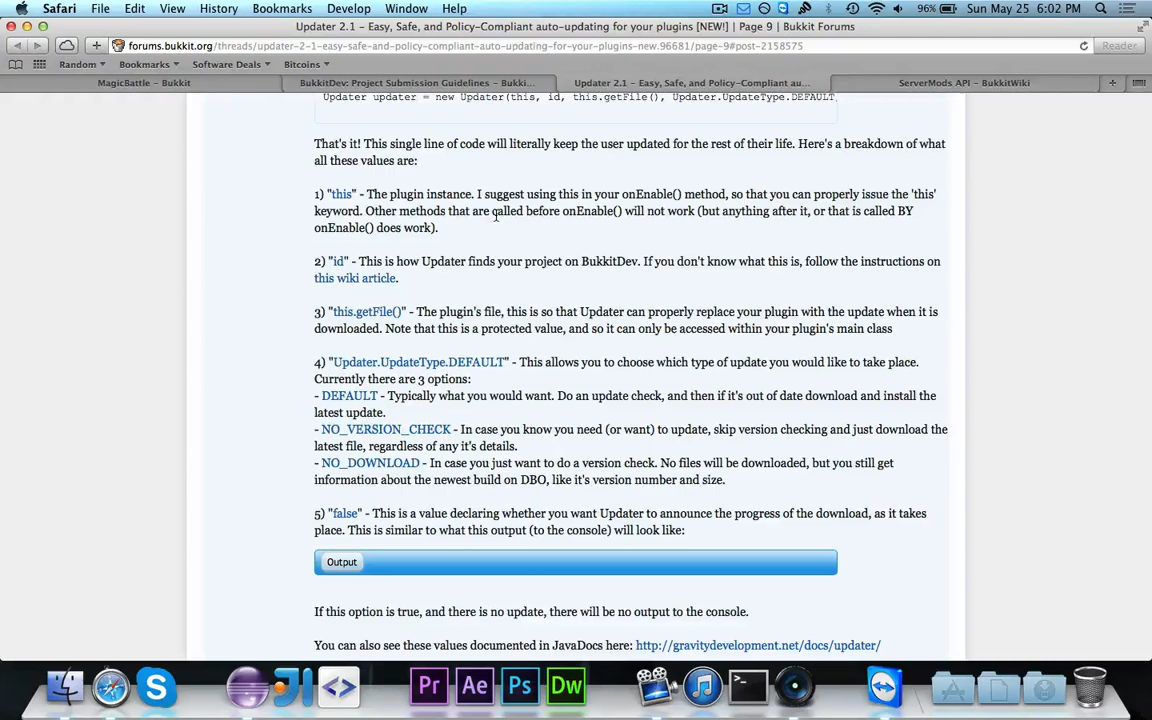 Safari File Edit View History Bookmarks Develop Window Help 96% Sun May 25 6:02 PM
Updater 2.1 – Easy, Safe, and Policy-Compliant auto-updating for your plugins [NEW!] | Page 9 | Bukkit Forums
forums.bukkit.org/threads/updater-2-1-easy-safe-and-policy-compliant-auto-updating-for-your-plugins-new.96681/page-9#post-2158575 Reader
Random Bookmarks Software Deals Bitcoins
MagicBattle - Bukkit BukkitDev: Project Submission Guidelines - Bukki... Updater 2.1 – Easy, Safe, and Policy-Compliant au... ServerMods API - BukkitWiki
Updater updater = new Updater(this, id, this.getFile(), Updater.UpdateType.DEFAULT,
That's it! This single line of code will literally keep the user updated for the rest of their life. Here's a breakdown of what
all these values are:
1) "this" - The plugin instance. I suggest using this in your onEnable() method, so that you can properly issue the 'this'
keyword. Other methods that are called before onEnable() will not work (but anything after it, or that is called BY
onEnable() does work).
2) "id" - This is how Updater finds your project on BukkitDev. If you don't know what this is, follow the instructions on
this wiki article.
3) "this.getFile()" - The plugin's file, this is so that Updater can properly replace your plugin with the update when it is
downloaded. Note that this is a protected value, and so it can only be accessed within your plugin's main class
4) "Updater.UpdateType.DEFAULT" - This allows you to choose which type of update you would like to take place.
Currently there are 3 options:
- DEFAULT - Typically what you would want. Do an update check, and then if it's out of date download and install the
latest update.
- NO_VERSION_CHECK - In case you know you need (or want) to update, skip version checking and just download the
latest file, regardless of any it's details.
- NO_DOWNLOAD - In case you just want to do a version check. No files will be downloaded, but you still get
information about the newest build on DBO, like it's version number and size.
5) "false" - This is a value declaring whether you want Updater to announce the progress of the download, as it takes
place. This is similar to what this output (to the console) will look like:
Output
If this option is true, and there is no update, there will be no output to the console.
You can also see these values documented in JavaDocs here: http://gravitydevelopment.net/docs/updater/
S Pr Ae Ps Dw